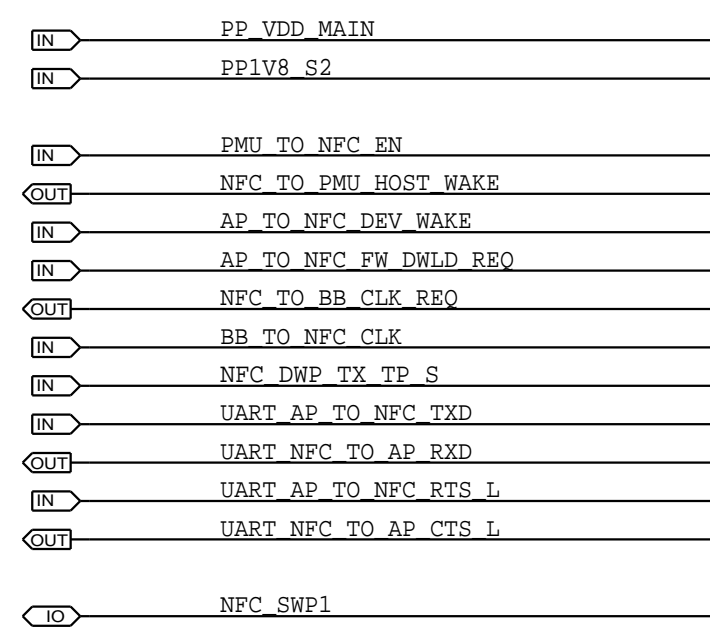 IN PP_VDD_MAIN
IN PP1V8_S2
IN PMU_TO_NFC_EN
OUT NFC_TO_PMU_HOST_WAKE
IN AP_TO_NFC_DEV_WAKE
IN AP_TO_NFC_FW_DWLD_REQ
OUT NFC_TO_BB_CLK_REQ
IN BB_TO_NFC_CLK
IN NFC_DWP_TX_TP_S
IN UART_AP_TO_NFC_TXD
OUT UART_NFC_TO_AP_RXD
IN UART_AP_TO_NFC_RTS_L
OUT UART_NFC_TO_AP_CTS_L
IO NFC_SWP1